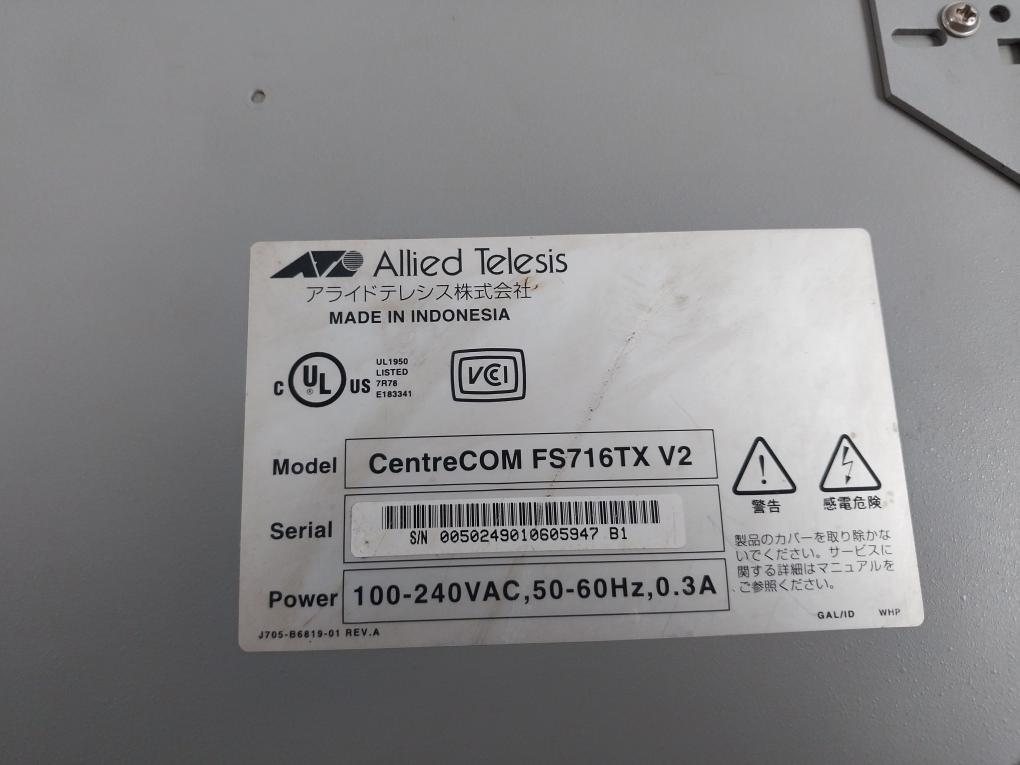 Allied Telesis
アライドテレシス株式会社
MADE IN INDONESIA
C UL ® US
UL1950
LISTED
7R78
E183341
VCCI
Model CentreCOM FS716TX V2
Serial
S/N 0050249010605947 B1
Power 100-240VAC,50-60Hz,0.3A
J705-B6819-01 REV.A
警告
感電危険
製品のカバーを取り除かな
いでください。サービスに
関する詳細はマニュアルを
ご参照ください。
GAL/ID WHP